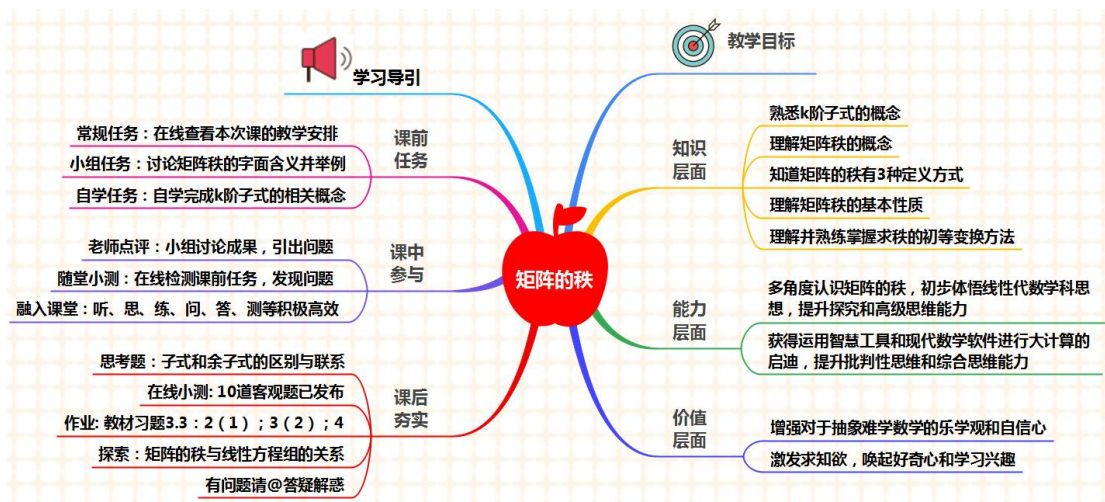 学习导引
课前
任务
常规任务：在线查看本次课的教学安排
小组任务：讨论矩阵秩的字面含义并举例
自学任务：自学完成k阶子式的相关概念
课中
参与
老师点评：小组讨论成果，引出问题
随堂小测：在线检测课前任务，发现问题
融入课堂：听、思、练、问、答、测等积极高效
课后
夯实
思考题：子式和余子式的区别与联系
在线小测: 10道客观题已发布
作业: 教材习题3.3：2（1）；3（2）；4
探索：矩阵的秩与线性方程组的关系
有问题请@答疑解惑
矩阵的秩
教学目标
知识
层面
熟悉k阶子式的概念
理解矩阵秩的概念
知道矩阵的秩有3种定义方式
理解矩阵秩的基本性质
理解并熟练掌握求秩的初等变换方法
能力
层面
多角度认识矩阵的秩，初步体悟线性代数学科思
想，提升探究和高级思维能力
获得运用智慧工具和现代数学软件进行大计算的
启迪，提升批判性思维和综合思维能力
价值
层面
增强对于抽象难学数学的乐学观和自信心
激发求知欲，唤起好奇心和学习兴趣